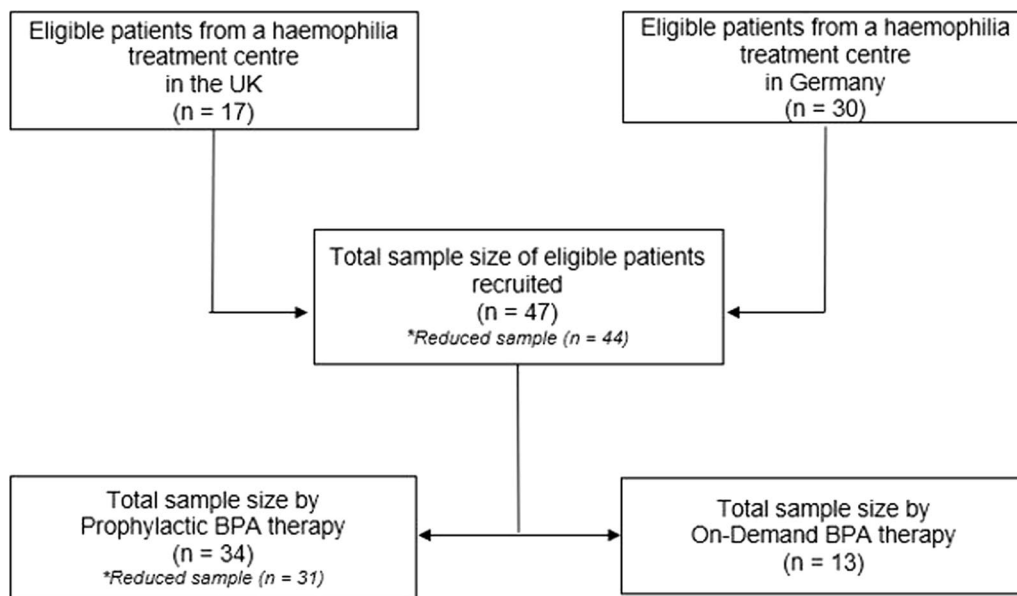 Eligible patients from a haemophilia
treatment centre
in the UK
(n = 17)
Eligible patients from a haemophilia
treatment centre
in Germany
(n = 30)
Total sample size of eligible patients
recruited
(n = 47)
*Reduced sample (n = 44)
Total sample size by
Prophylactic BPA therapy
(n = 34)
*Reduced sample (n = 31)
Total sample size by
On-Demand BPA therapy
(n = 13)